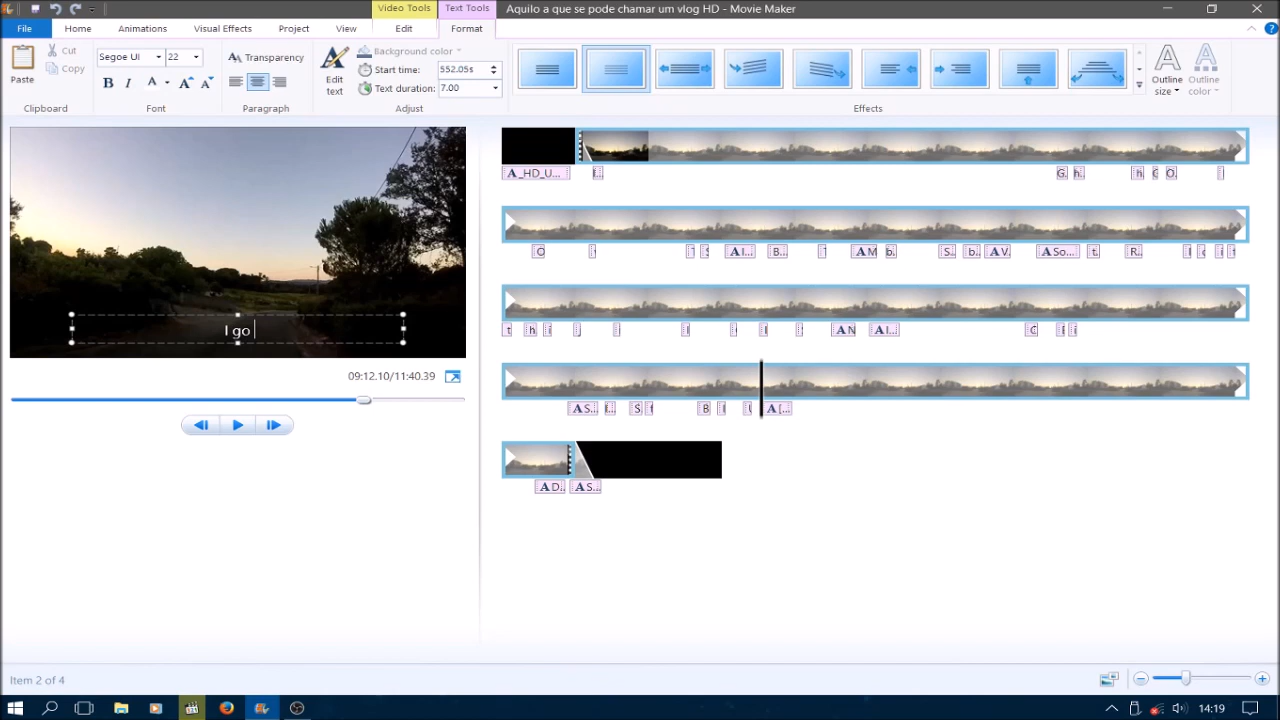 Video Tools
Text Tools
Aquilo a que se pode chamar um vlog HD - Movie Maker
File
Home
Animations
Visual Effects
Project
View
Edit
Format
Paste
Cut
Copy
Clipboard
Segoe UI
22
B
I
A
A
A
Font
Transparency
Paragraph
Edit
text
Background color
Start time:
552.05s
Text duration:
7.00
Adjust
Effects
Outline
size
Outline
color
I go
09:12.10/11:40.39
A _HD_U...
A I...
B...
A M
b.
S.
b.
A V.
A So...
t.
R.
A N
A I...
A S...
S
B
A [...
A D.
A S...
Item 2 of 4
14:19